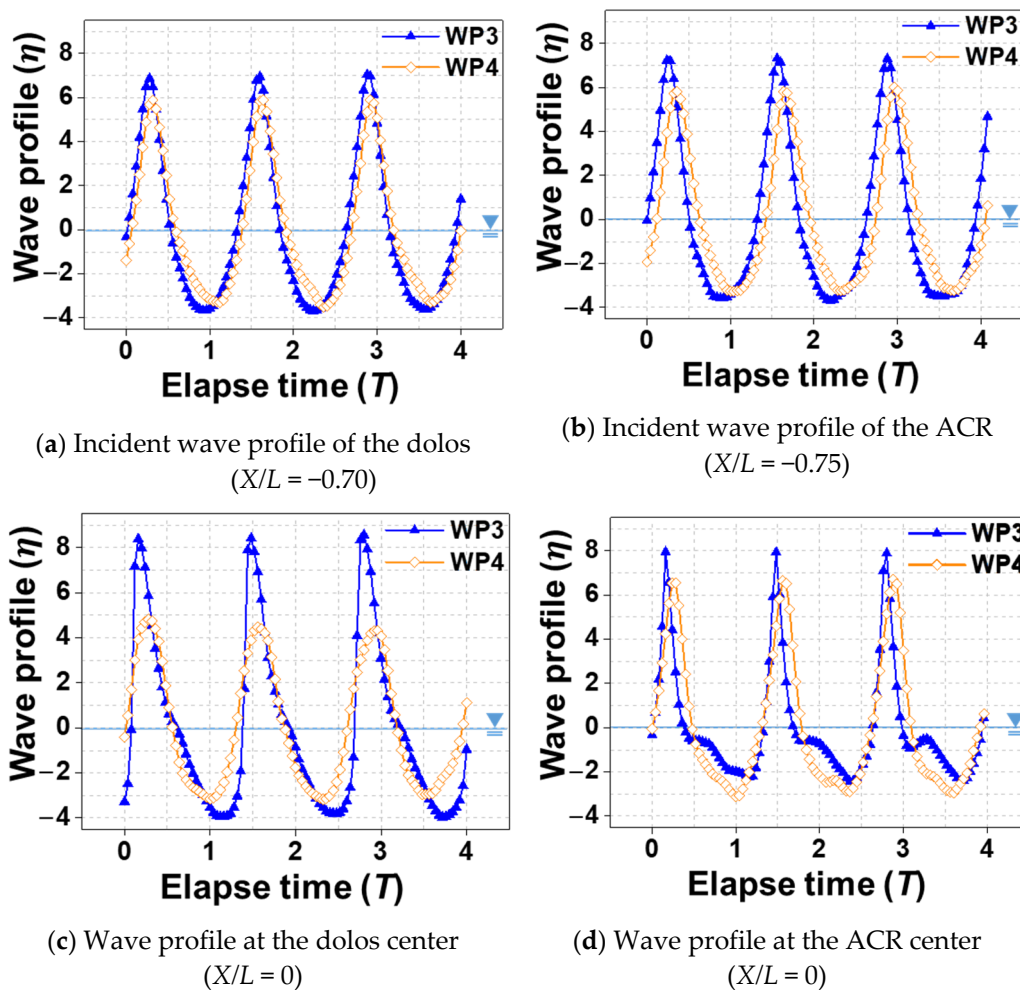 Wave profile (η)
8
6
4
2
0
−2
−4
WP3
WP4
0 1 2 3 4
Elapse time (T)
(a) Incident wave profile of the dolos
(X/L = −0.70)
Wave profile (η)
8
6
4
2
0
−2
−4
WP3
WP4
0 1 2 3 4
Elapse time (T)
(b) Incident wave profile of the ACR
(X/L = −0.75)
Wave profile (η)
8
6
4
2
0
−2
−4
WP3
WP4
0 1 2 3 4
Elapse time (T)
(c) Wave profile at the dolos center
(X/L = 0)
Wave profile (η)
8
6
4
2
0
−2
−4
WP3
WP4
0 1 2 3 4
Elapse time (T)
(d) Wave profile at the ACR center
(X/L = 0)